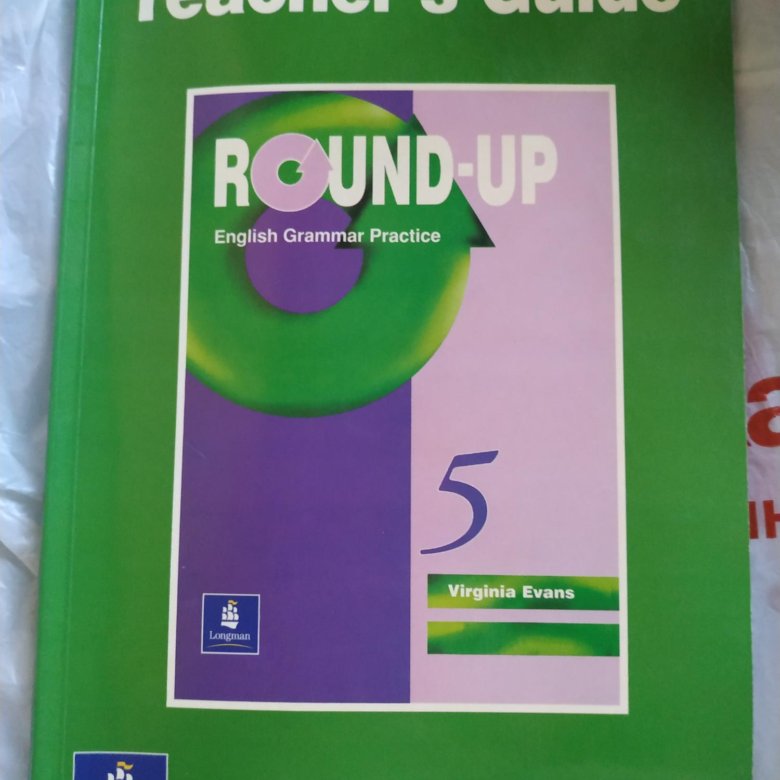 Teacher's Guide
ROUND-UP
English Grammar Practice
5
Virginia Evans
Longman